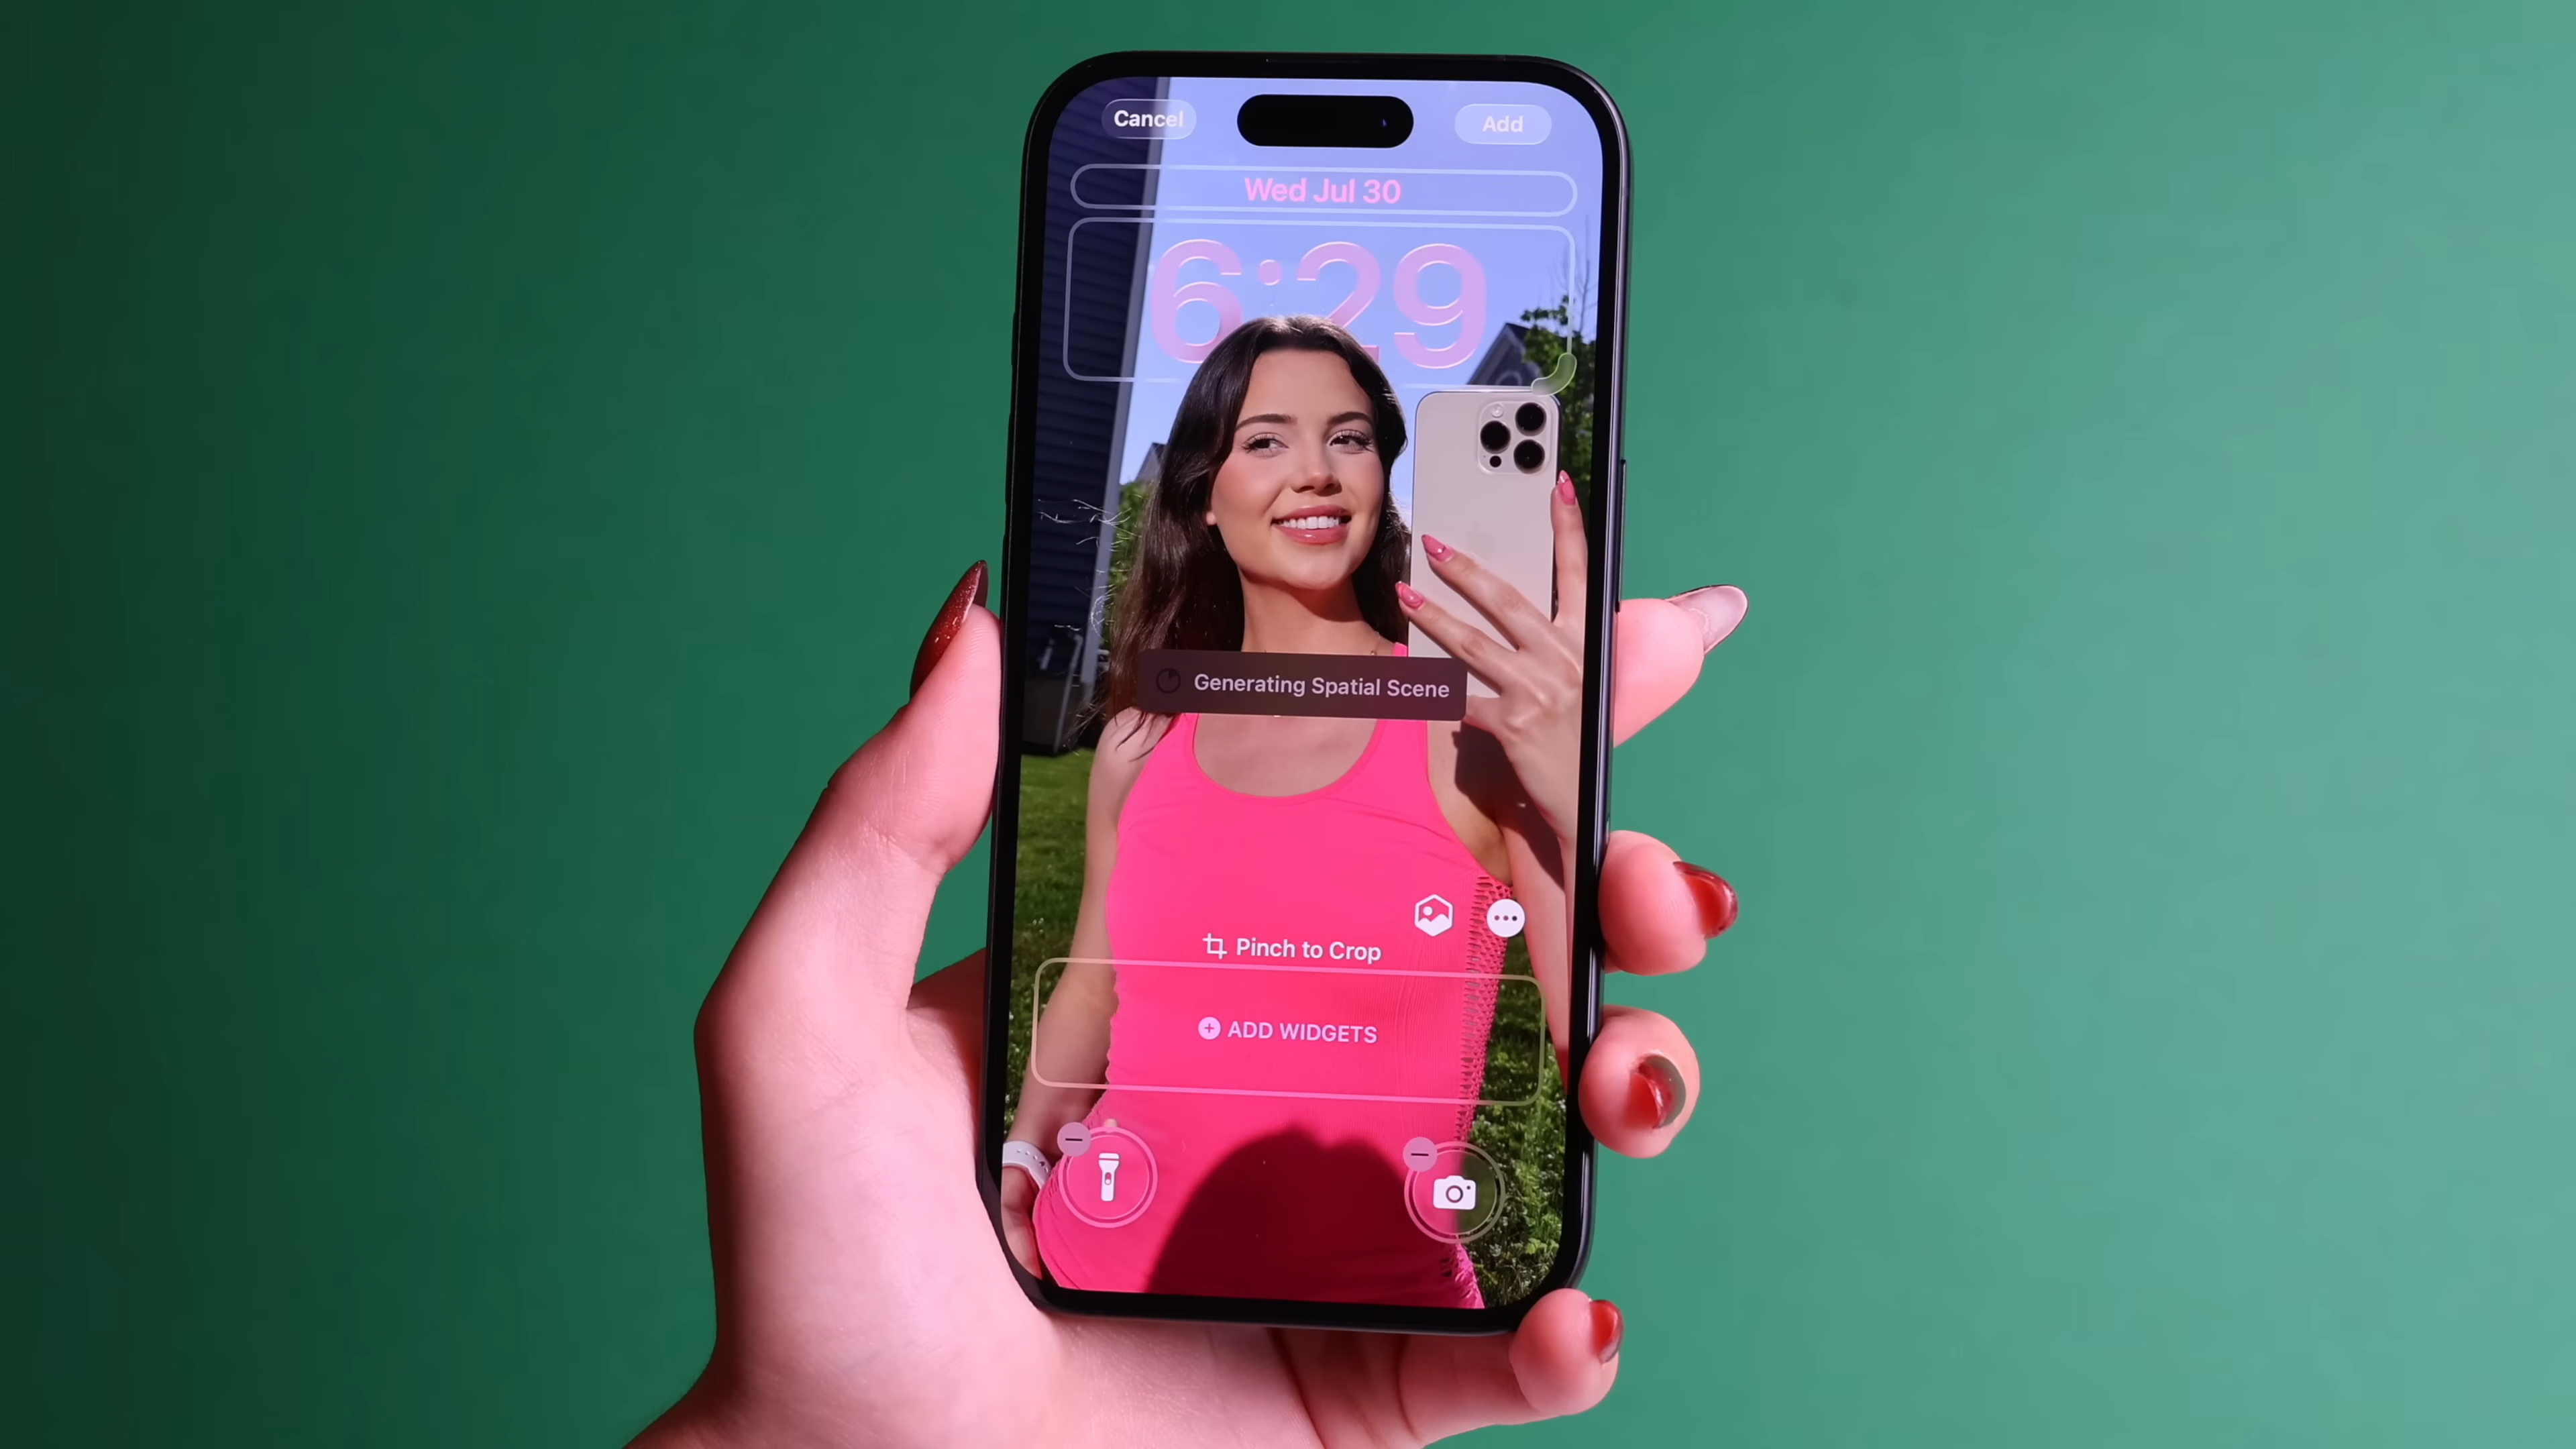 Cancel
Add
Wed Jul 30
6:29
Generating Spatial Scene
Pinch to Crop
ADD WIDGETS